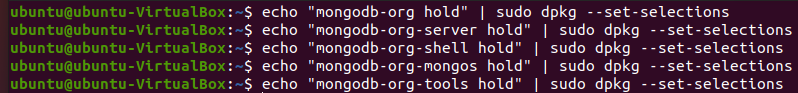 ubuntu@ubuntu-VirtualBox:~$ echo "mongodb-org hold" | sudo dpkg --set-selections
ubuntu@ubuntu-VirtualBox:~$ echo "mongodb-org-server hold" | sudo dpkg --set-selections
ubuntu@ubuntu-VirtualBox:~$ echo "mongodb-org-shell hold" | sudo dpkg --set-selections
ubuntu@ubuntu-VirtualBox:~$ echo "mongodb-org-mongos hold" | sudo dpkg --set-selections
ubuntu@ubuntu-VirtualBox:~$ echo "mongodb-org-tools hold" | sudo dpkg --set-selections